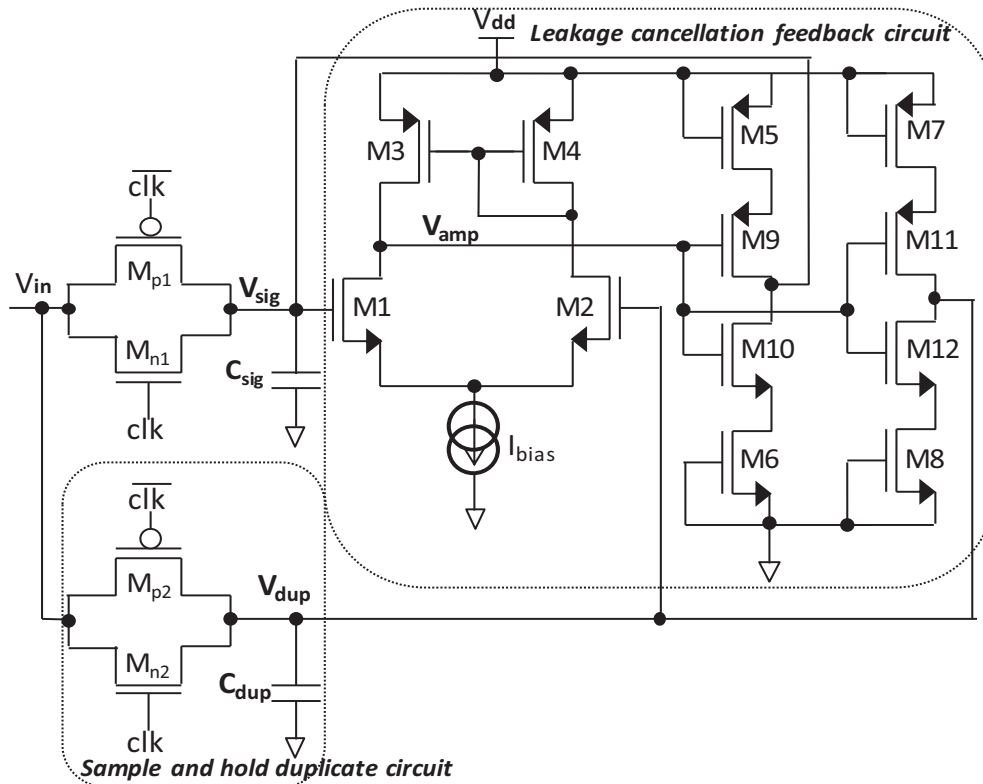 Vdd
Leakage cancellation feedback circuit
M3
M4
M5
M7
clk
Vamp
M9
M11
Mp1
Vin
Vsig
M1
M2
Mn1
M10
M12
Csig
clk
Ibias
M6
M8
clk
Mp2
Vdup
Mn2
Cdup
clk
Sample and hold duplicate circuit